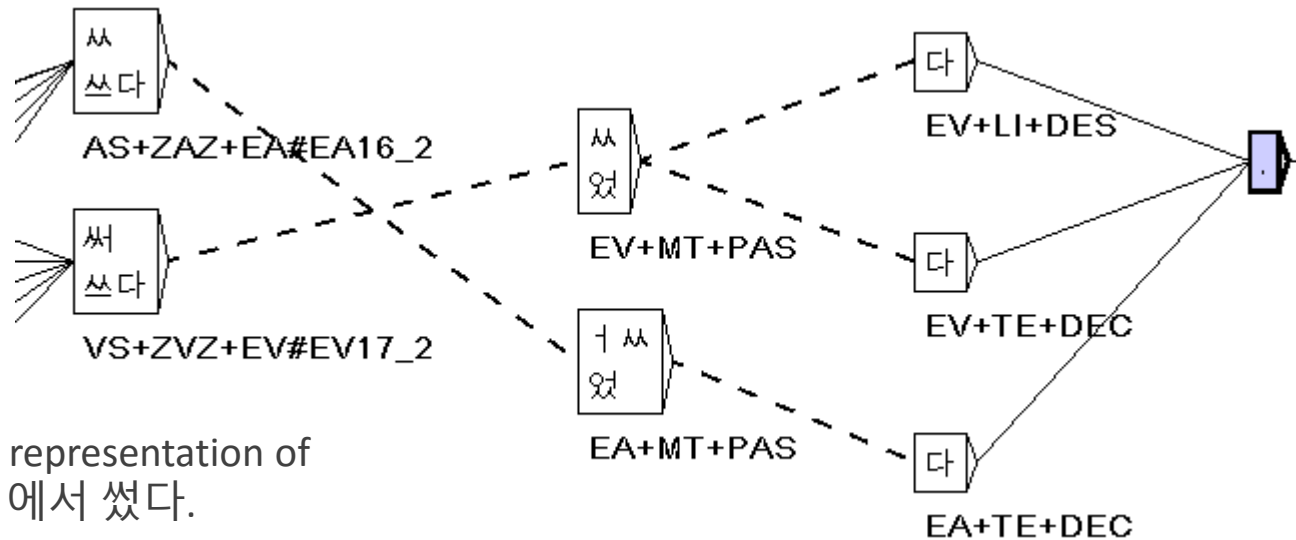 ㅆ
쓰다
AS+ZAZ+EA#EA16_2
써
쓰다
VS+ZVZ+EV#EV17_2
ㅆ
었
EV+MT+PAS
ㅓㅆ
었
EA+MT+PAS
다
EV+LI+DES
다
EV+TE+DEC
다
EA+TE+DEC
.
representation of
에서 썼다.